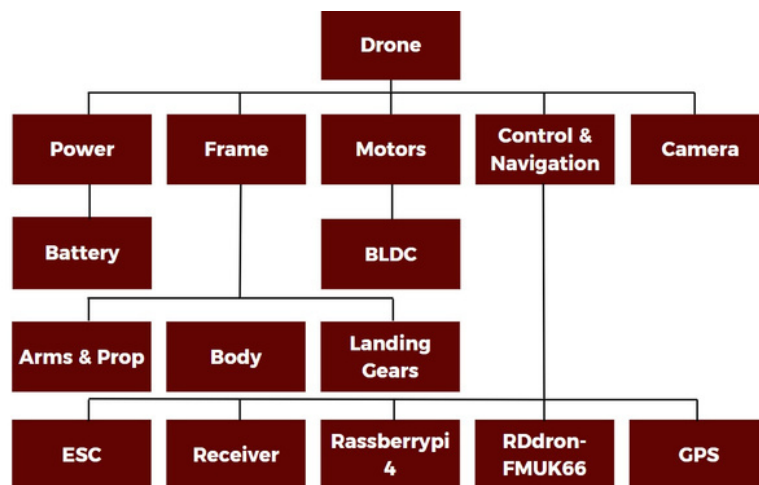 Drone
Power
Frame
Motors
Control &
Navigation
Camera
Battery
BLDC
Arms & Prop
Body
Landing
Gears
ESC
Receiver
Rassberrypi
4
RDdron-
FMUK66
GPS